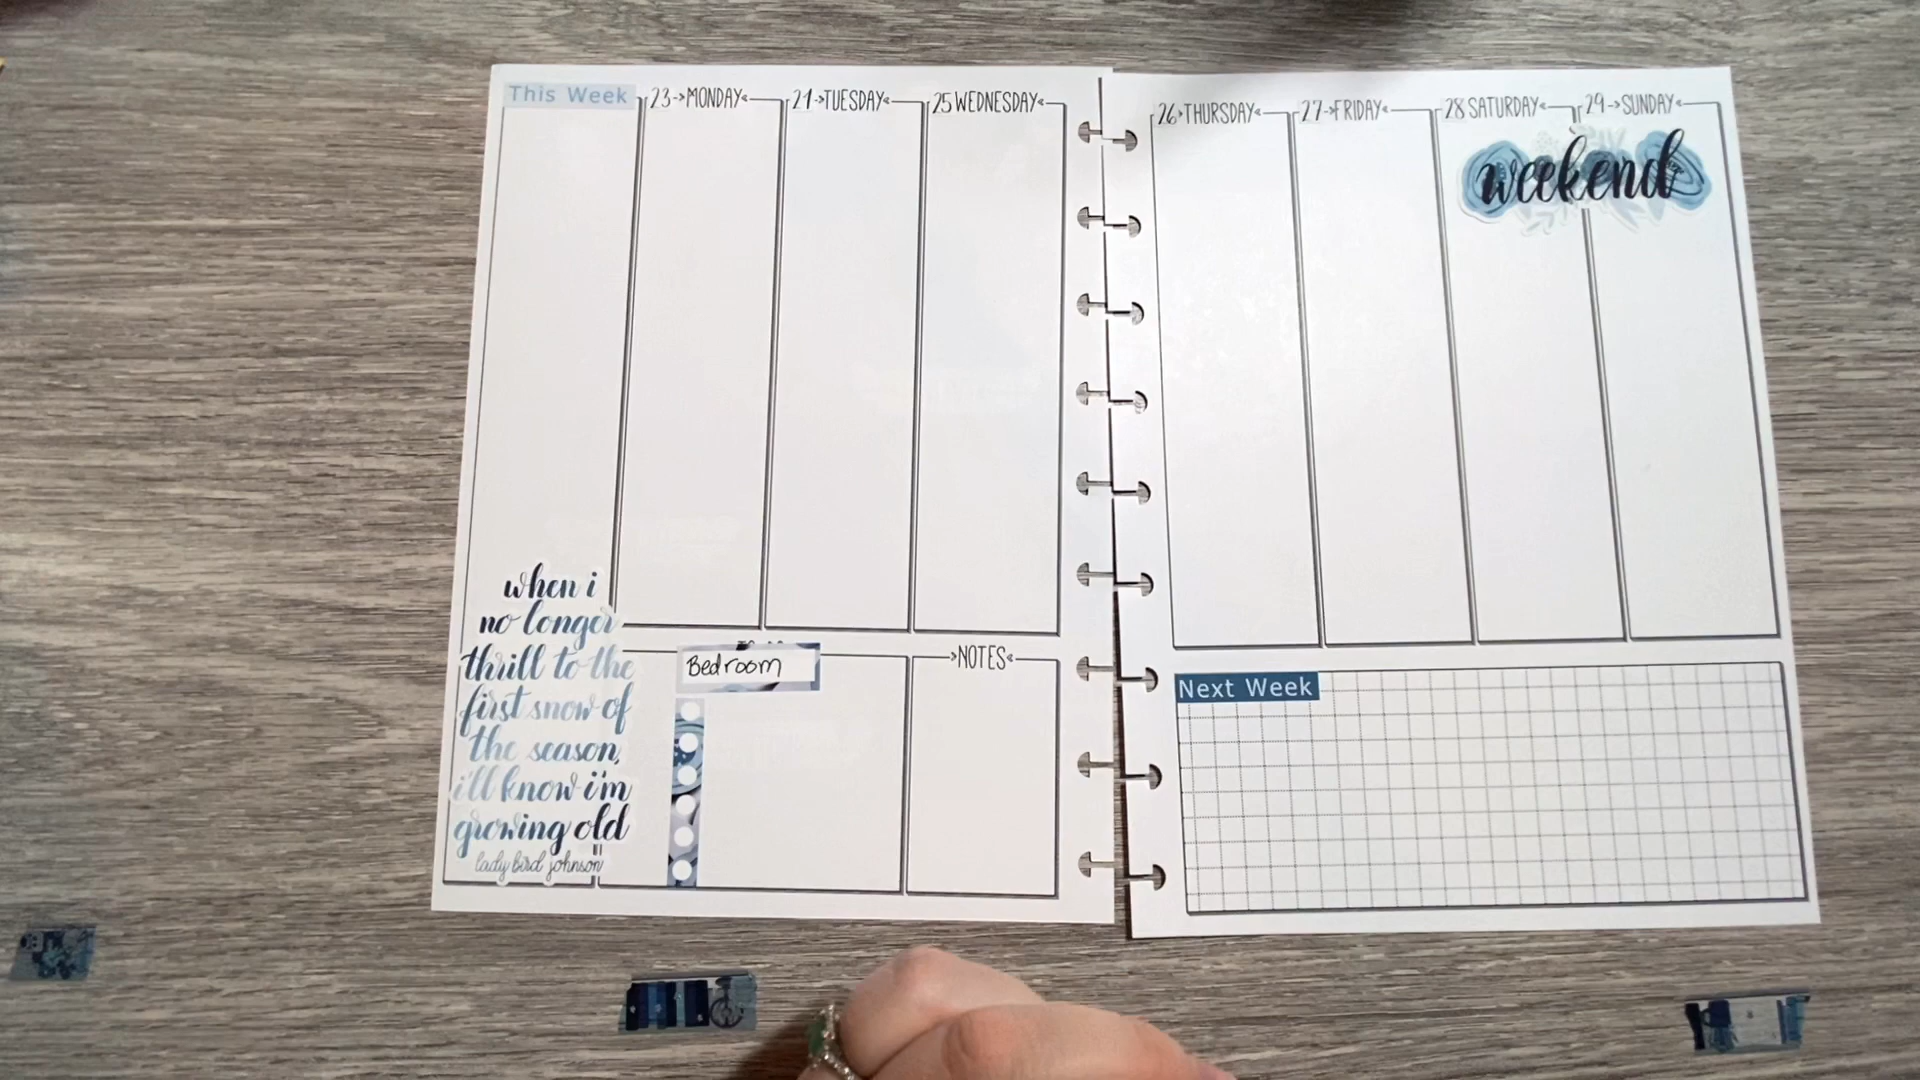 This Week
23->MONDAY<
24->TUESDAY<
25 WEDNESDAY<
when i
no longer
thrill to the
first snow of
the season,
i'll know i'm
growing old
lady bird johnson
Bedroom
>NOTES<
26>THURSDAY<
27->FRIDAY<
28 SATURDAY<
29->SUNDAY<
weekend
Next Week